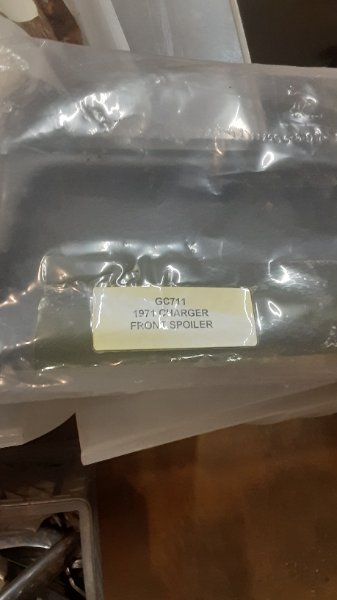 GC711
1971 CHARGER
FRONT SPOILER